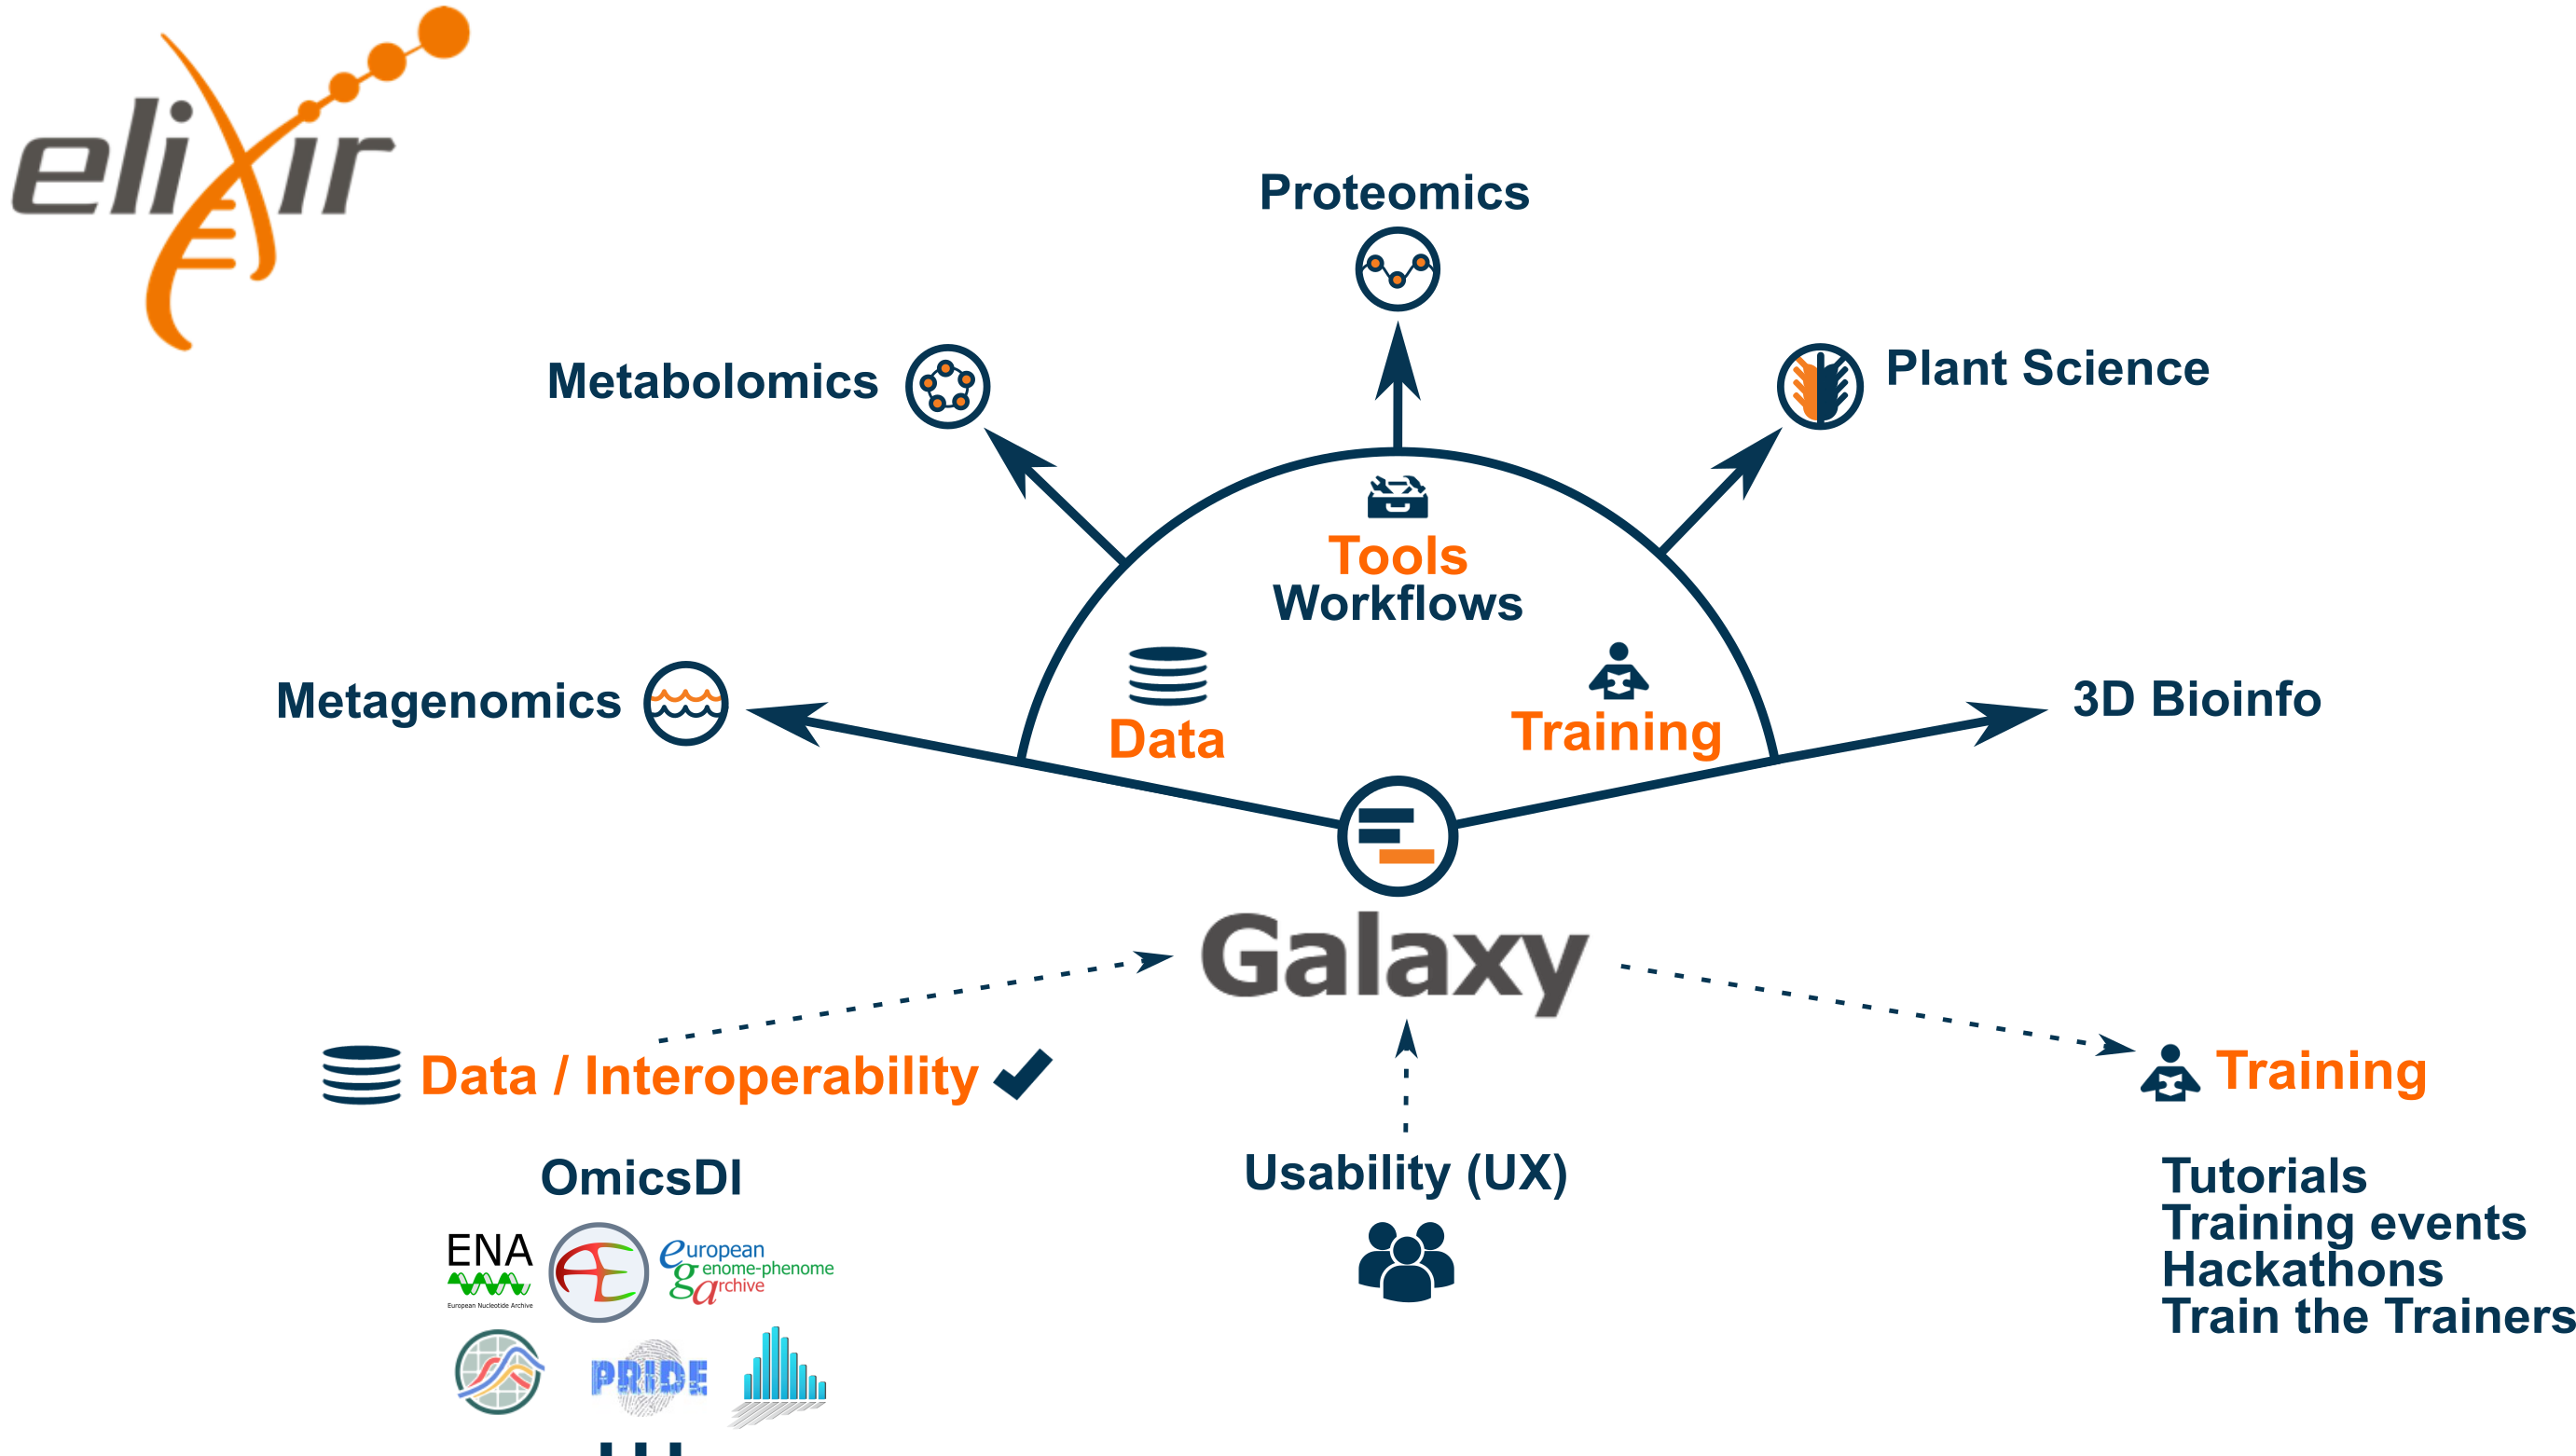 elixir
Proteomics
Metabolomics
Plant Science
Tools
Workflows
Metagenomics
Data
Training
3D Bioinfo
Galaxy
Data / Interoperability
Training
OmicsDI
Usability (UX)
Tutorials
Training events
Hackathons
Train the Trainers
ENA
European Nucleotide Archive
AE
european
genome-phenome
archive
PRIDE